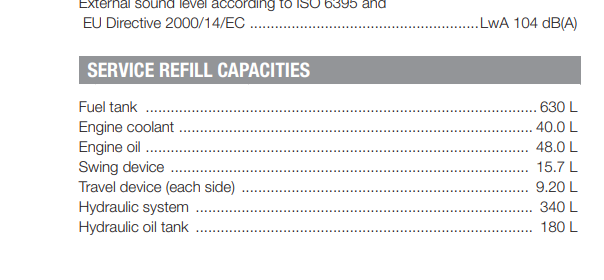 External sound level according to ISO 6395 and
EU Directive 2000/14/EC ......................................................LwA 104 dB(A)
SERVICE REFILL CAPACITIES
Fuel tank ............................................................................................. 630 L
Engine coolant .................................................................................... 40.0 L
Engine oil ............................................................................................ 48.0 L
Swing device ...................................................................................... 15.7 L
Travel device (each side) .................................................................... 9.20 L
Hydraulic system ................................................................................ 340 L
Hydraulic oil tank ................................................................................ 180 L